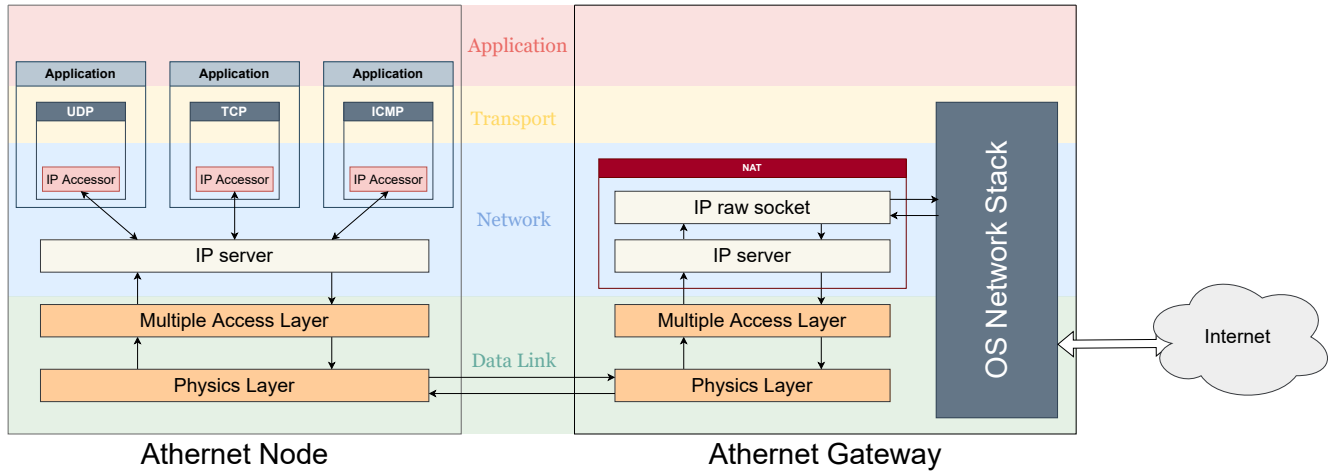 Application
Application
Application
Application
UDP
TCP
ICMP
Transport
IP Accessor
IP Accessor
IP Accessor
NAT
IP raw socket
Network
IP server
IP server
OS Network Stack
Multiple Access Layer
Multiple Access Layer
Internet
Data Link
Physics Layer
Physics Layer
Athernet Node
Athernet Gateway